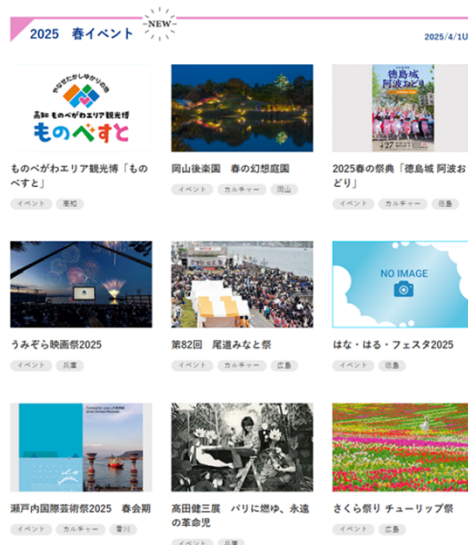 2025 春イベント
NEW
2025/4/1U
やなせたかしゆかりの地
高知 ものべがわエリア観光博
ものべすと
徳島城
阿波おどり
4/27
ものべがわエリア観光博「もの
べすと」
イベント 高知
岡山後楽園 春の幻想庭園
イベント カルチャー 岡山
2025春の祭典「徳島城 阿波お
どり」
イベント カルチャー 徳島
うみぞら映画祭2025
イベント 兵庫
第82回 尾道みなと祭
イベント カルチャー 広島
NO IMAGE
はな・はる・フェスタ2025
イベント 徳島
瀬戸内国際芸術祭2025 春会期
イベント カルチャー 香川
高田健三展 パリに燃ゆ、永遠
の革命児
イベント 兵庫
さくら祭り チューリップ祭
イベント 広島